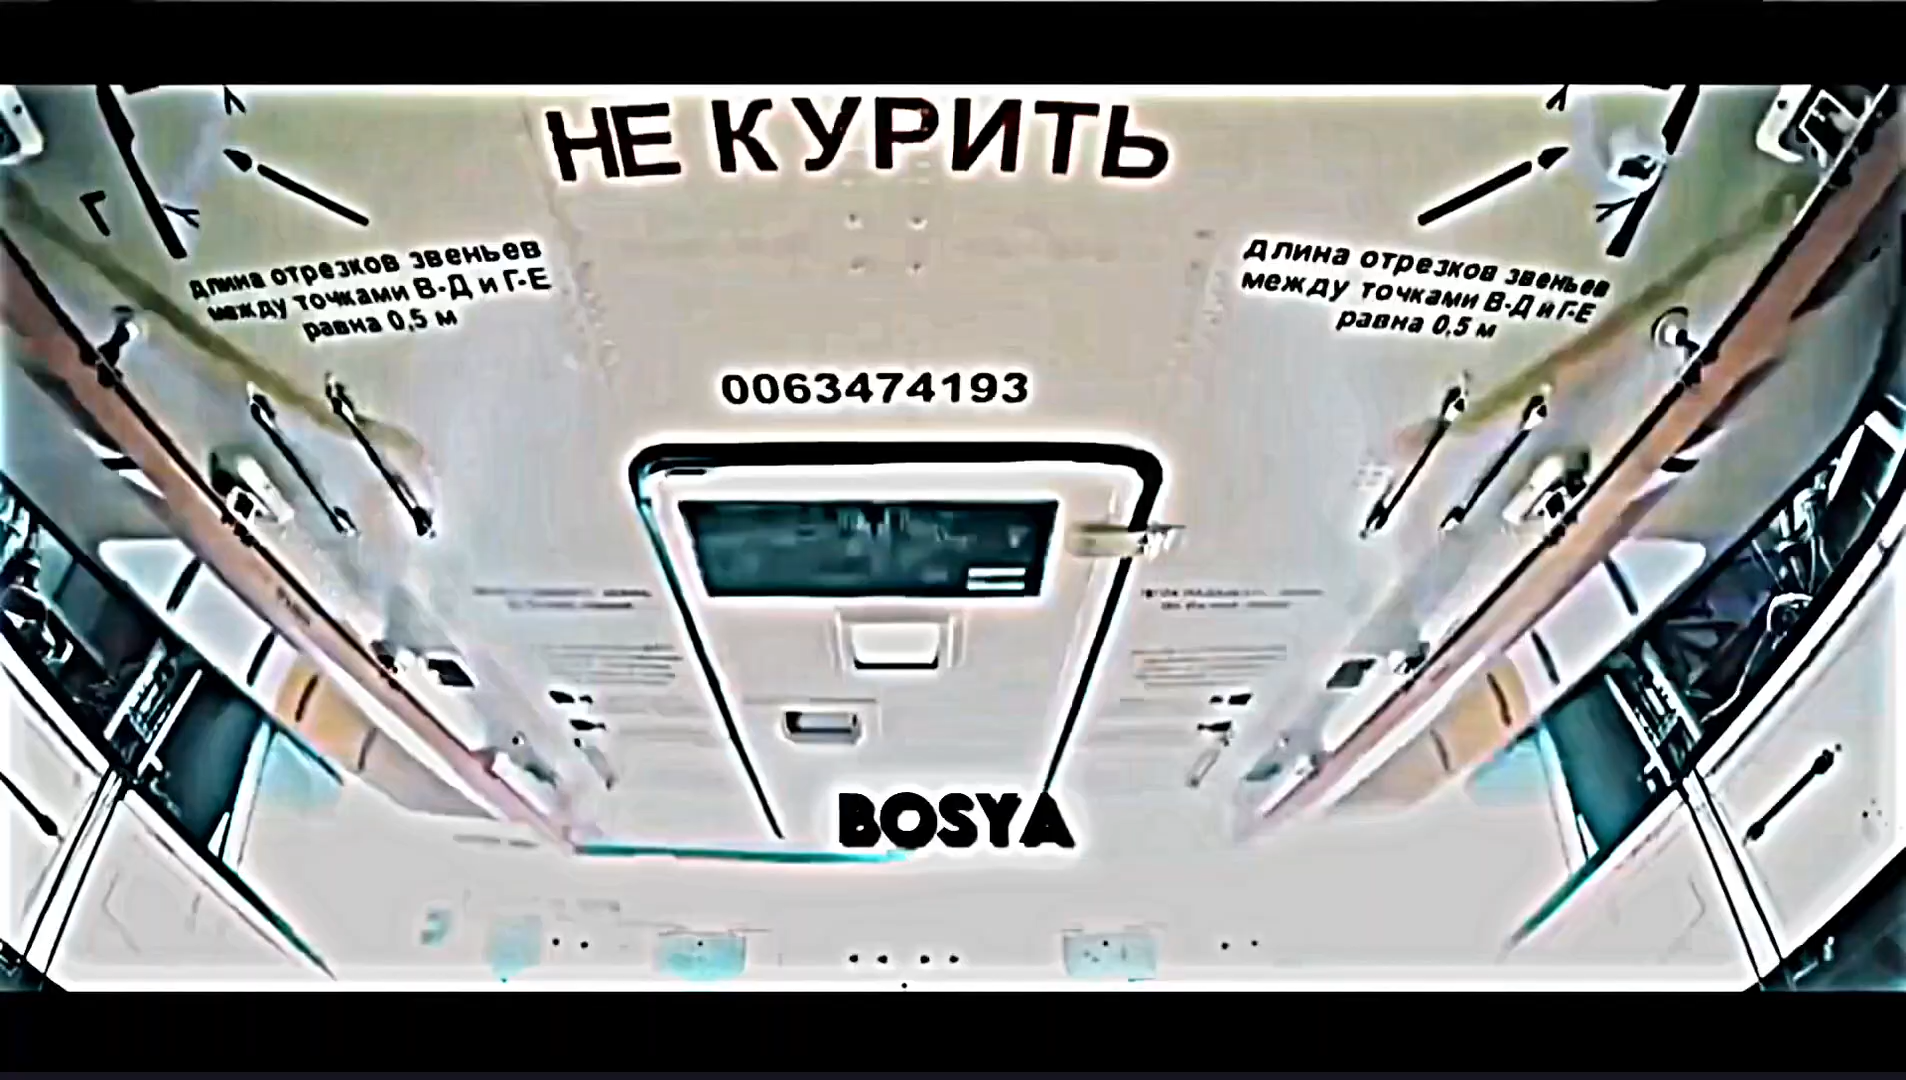 НЕ КУРИТЬ
Г
длина отрезков звеньев
между точками В-Д и Г-Е
равна 0,5 м
длина отрезков звеньев
между точками В-Д и Г-Е
равна 0,5 м
0063474193
BOSYA